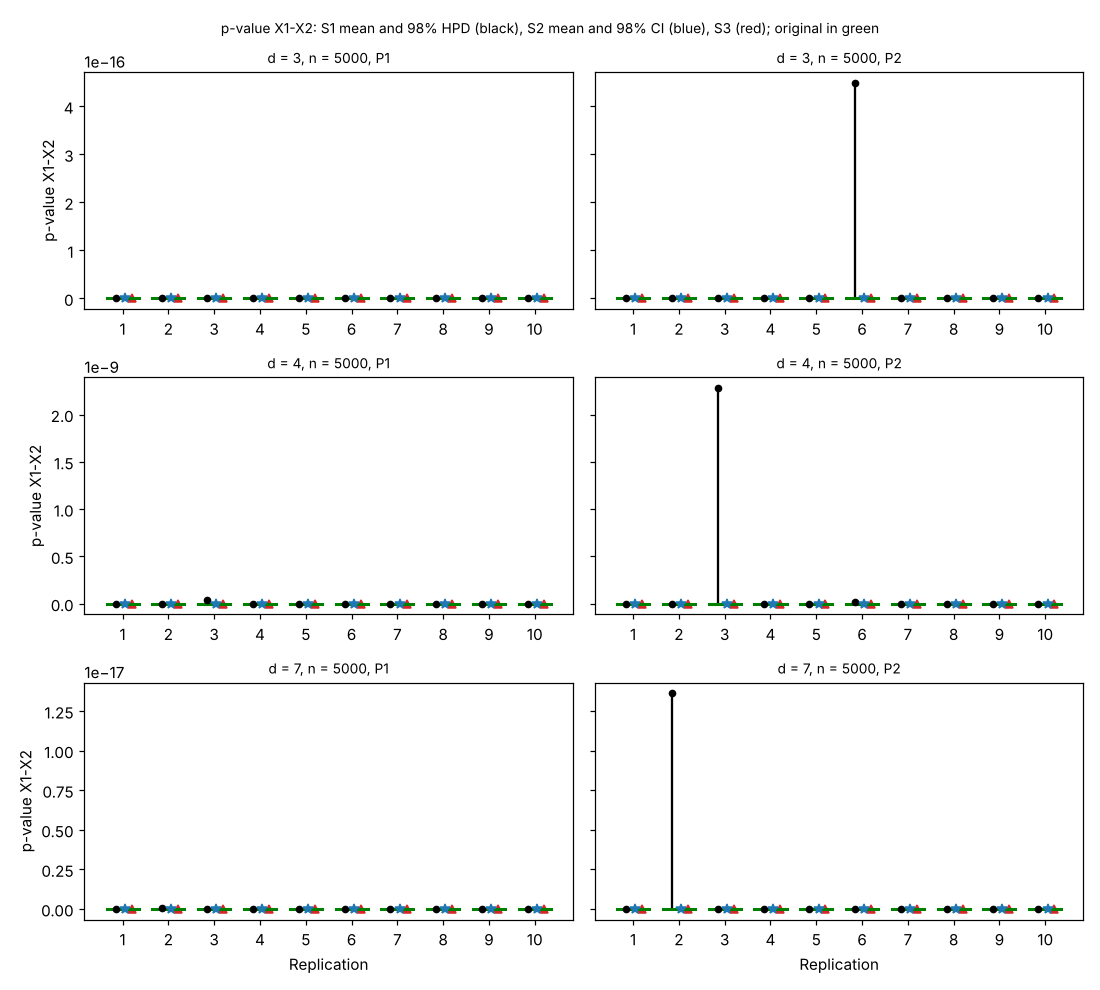 p-value X1-X2: S1 mean and 98% HPD (black), S2 mean and 98% CI (blue), S3 (red); original in green
d = 3, n = 5000, P1
1e−16
p-value X1-X2
4
3
2
1
0
1 2 3 4 5 6 7 8 9 10
d = 3, n = 5000, P2
1 2 3 4 5 6 7 8 9 10
d = 4, n = 5000, P1
1e−9
p-value X1-X2
2.0
1.5
1.0
0.5
0.0
1 2 3 4 5 6 7 8 9 10
d = 4, n = 5000, P2
1 2 3 4 5 6 7 8 9 10
d = 7, n = 5000, P1
1e−17
p-value X1-X2
1.25
1.00
0.75
0.50
0.25
0.00
1 2 3 4 5 6 7 8 9 10
Replication
d = 7, n = 5000, P2
1 2 3 4 5 6 7 8 9 10
Replication